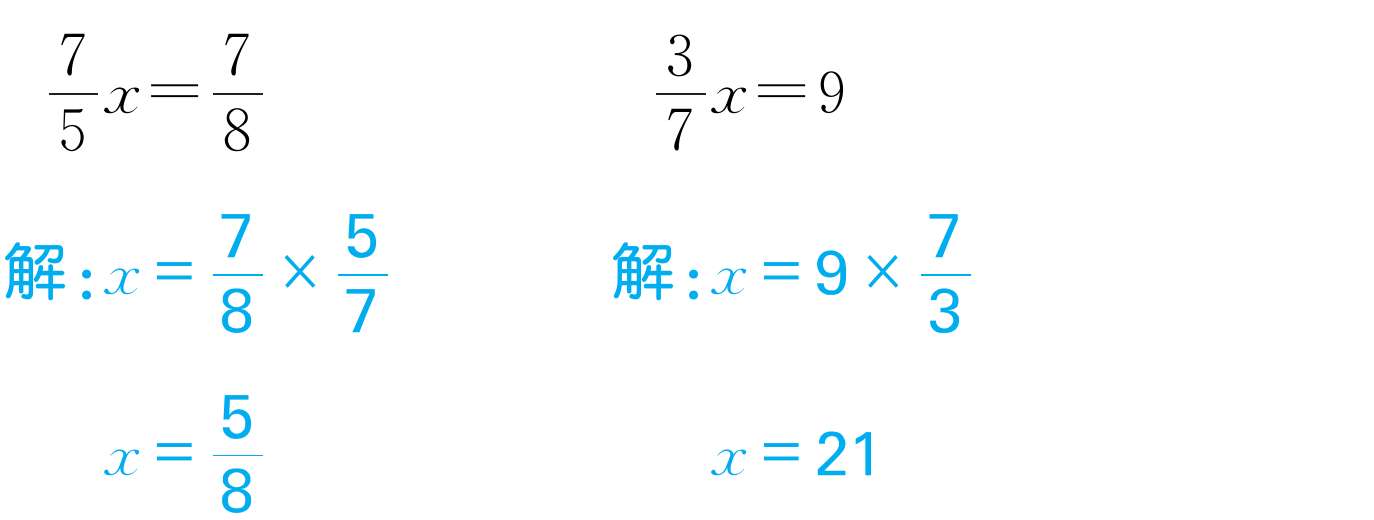 7/5 x = 7/8    3/7 x = 9
解: x = 7/8 × 5/7    解: x = 9 × 7/3
x = 5/8    x = 21